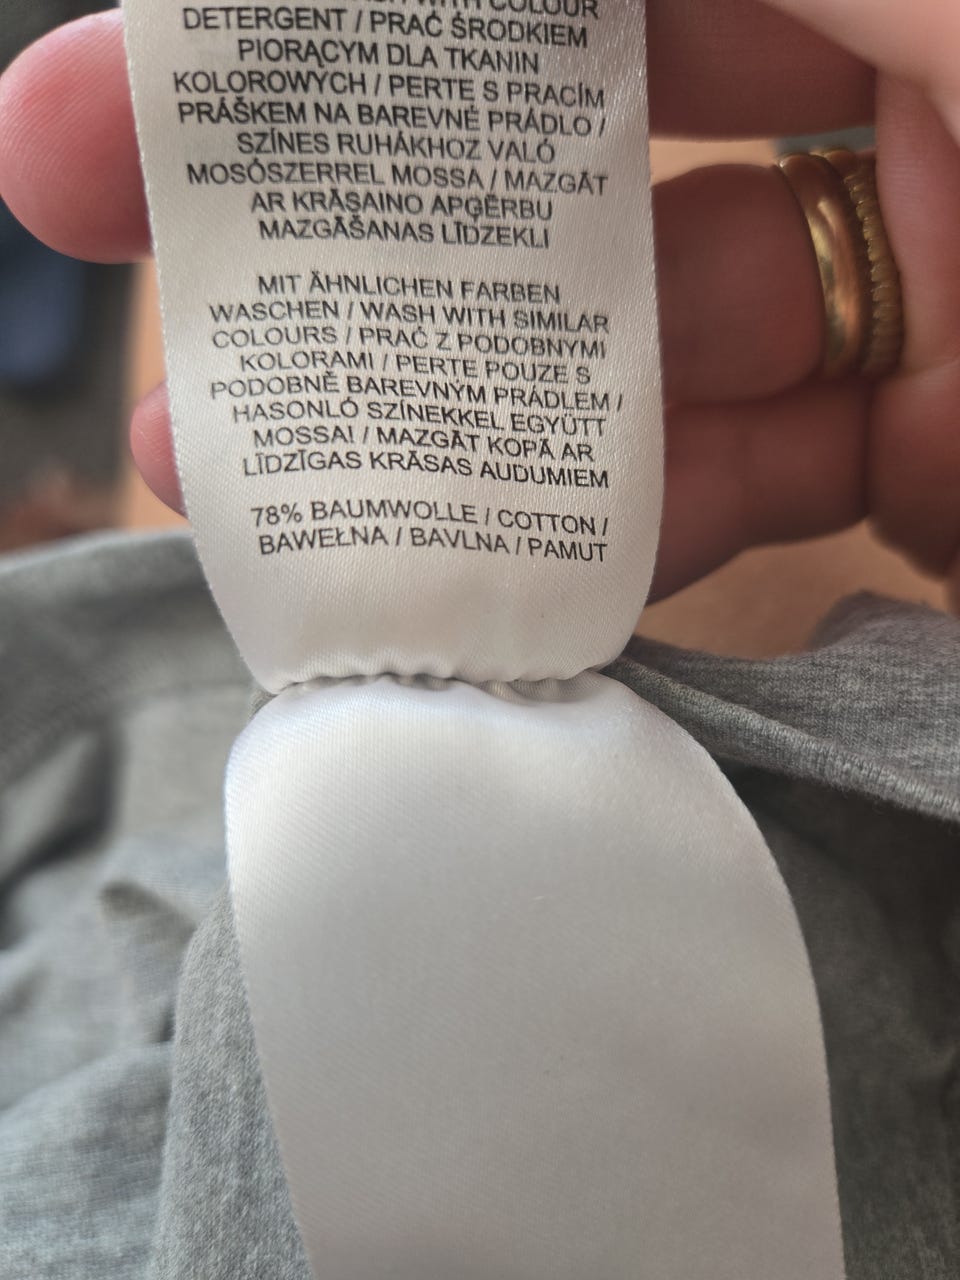 WITH COLOUR
DETERGENT / PRAĆ ŚRODKIEM
PIORĄCYM DLA TKANIN
KOLOROWYCH / PERTE S PRACÍM
PRÁŠKEM NA BAREVNÉ PRÁDLO /
SZÍNES RUHÁKHOZ VALÓ
MOSÓSZERREL MOSSA / MAZGĀT
AR KRĀSAINO APĢĒRBU
MAZGĀŠANAS LĪDZEKLI
MIT ÄHNLICHEN FARBEN
WASCHEN / WASH WITH SIMILAR
COLOURS / PRAĆ Z PODOBNYMI
KOLORAMI / PERTE POUZE S
PODOBNĚ BAREVNÝM PRÁDLEM /
HASONLÓ SZÍNEKKEL EGYÜTT
MOSSA! / MAZGĀT KOPĀ AR
LĪDZĪGAS KRĀSAS AUDUMIEM
78% BAUMWOLLE / COTTON /
BAWEŁNA / BAVLNA / PAMUT